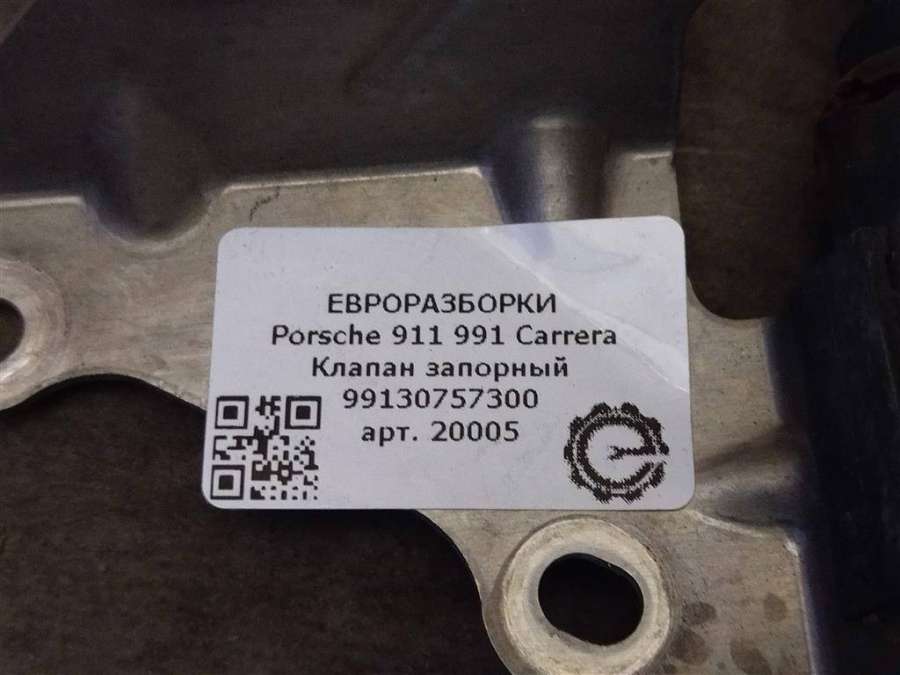 ЕВРОРАЗБОРКИ
Porsche 911 991 Carrera
Клапан запорный
99130757300
арт. 20005